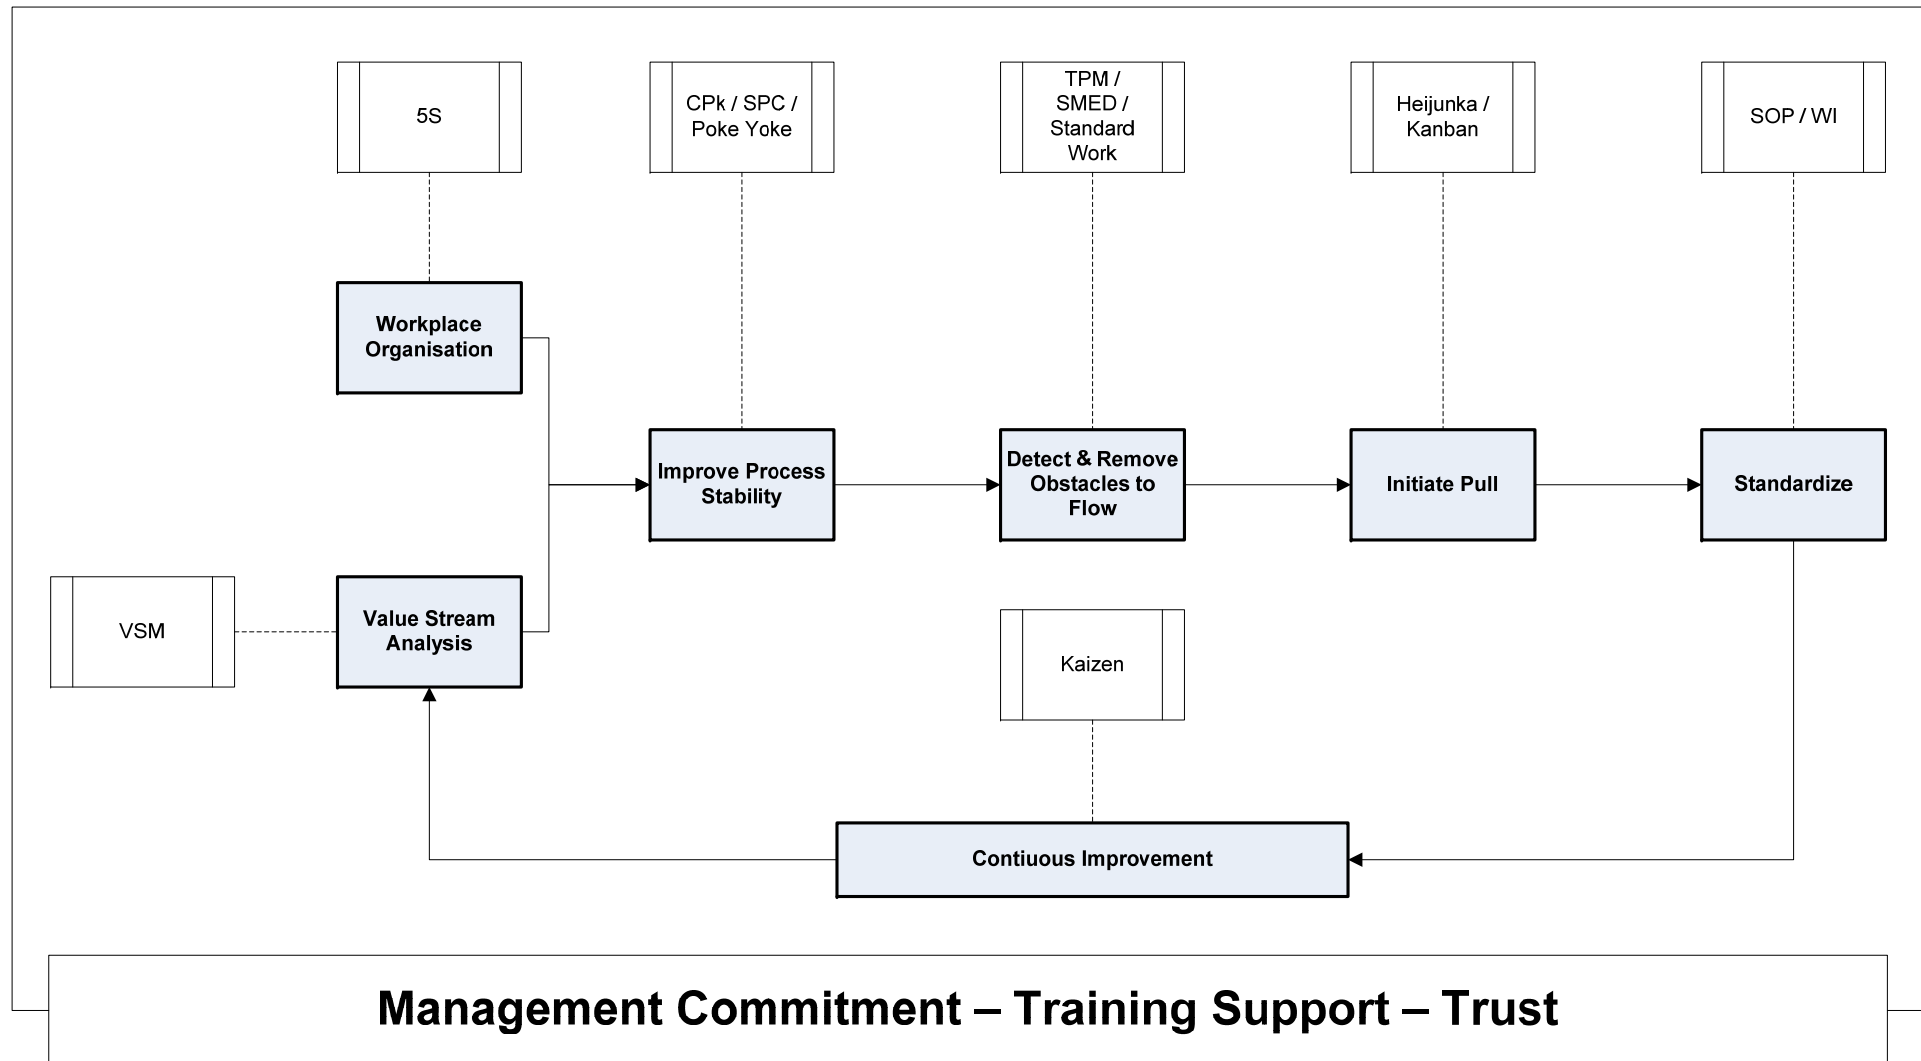 5S
CPk / SPC /
Poke Yoke
TPM /
SMED /
Standard
Work
Heijunka /
Kanban
SOP / WI
Workplace
Organisation
Improve Process
Stability
Detect & Remove
Obstacles to
Flow
Initiate Pull
Standardize
VSM
Value Stream
Analysis
Kaizen
Contiuous Improvement
Management Commitment – Training Support – Trust